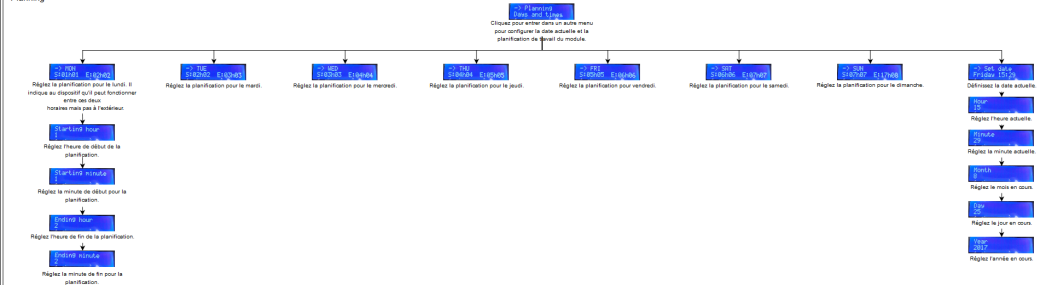 Planning
-> Planning
Days and times
Cliquez pour entrer dans un autre menu
pour configurer la date actuelle et la
planification de travail du module.
-> MON
S:01h01 E:02h02
Réglez la planification pour le lundi. Il
indique au dispositif qu'il peut fonctionner
entre ces deux
horaires mais pas à l'extérieur.
Starting hour
1
Réglez l'heure de début de la
planification.
Starting minute
1
Réglez la minute de début pour la
planification.
Ending hour
2
Réglez l'heure de fin de la planification.
Ending minute
2
Réglez la minute de fin pour la
planification.
-> TUE
S:02h02 E:03h03
Réglez la planification pour le mardi.
-> WED
S:03h03 E:04h04
Réglez la planification pour le mercredi.
-> THU
S:04h04 E:05h05
Réglez la planification pour le jeudi.
-> FRI
S:05h05 E:06h06
Réglez la planification pour vendredi.
-> SAT
S:06h06 E:07h07
Réglez la planification pour le samedi.
-> SUN
S:07h07 E:17h08
Réglez la planification pour le dimanche.
-> Set date
Friday 15:29
Définissez la date actuelle.
Hour
15
Réglez l'heure actuelle.
Minute
29
Réglez la minute actuelle.
Month
Réglez le mois en cours.
Day
25
Réglez le jour en cours.
Year
2017
Réglez l'année en cours.